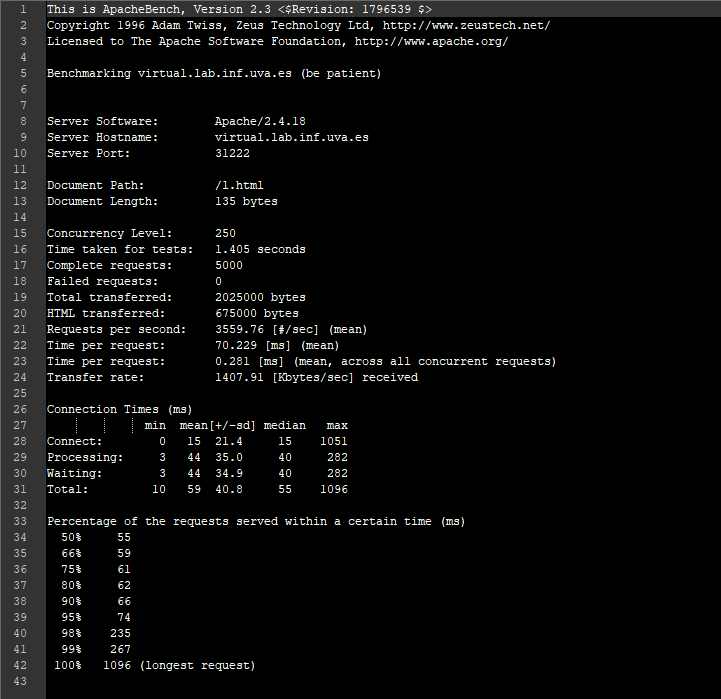 1 This is ApacheBench, Version 2.3 <$Revision: 1796539 $>
2 Copyright 1996 Adam Twiss, Zeus Technology Ltd, http://www.zeustech.net/
3 Licensed to The Apache Software Foundation, http://www.apache.org/
4
5 Benchmarking virtual.lab.inf.uva.es (be patient)
6
7
8 Server Software:        Apache/2.4.18
9 Server Hostname:        virtual.lab.inf.uva.es
10 Server Port:            31222
11
12 Document Path:          /1.html
13 Document Length:        135 bytes
14
15 Concurrency Level:      250
16 Time taken for tests:   1.405 seconds
17 Complete requests:      5000
18 Failed requests:        0
19 Total transferred:      2025000 bytes
20 HTML transferred:       675000 bytes
21 Requests per second:    3559.76 [#/sec] (mean)
22 Time per request:       70.229 [ms] (mean)
23 Time per request:       0.281 [ms] (mean, across all concurrent requests)
24 Transfer rate:          1407.91 [Kbytes/sec] received
25
26 Connection Times (ms)
27               min  mean[+/-sd] median   max
28 Connect:        0   15  21.4     15    1051
29 Processing:     3   44  35.0     40     282
30 Waiting:        3   44  34.9     40     282
31 Total:         10   59  40.8     55    1096
32
33 Percentage of the requests served within a certain time (ms)
34   50%     55
35   66%     59
36   75%     61
37   80%     62
38   90%     66
39   95%     74
40   98%    235
41   99%    267
42  100%   1096 (longest request)
43